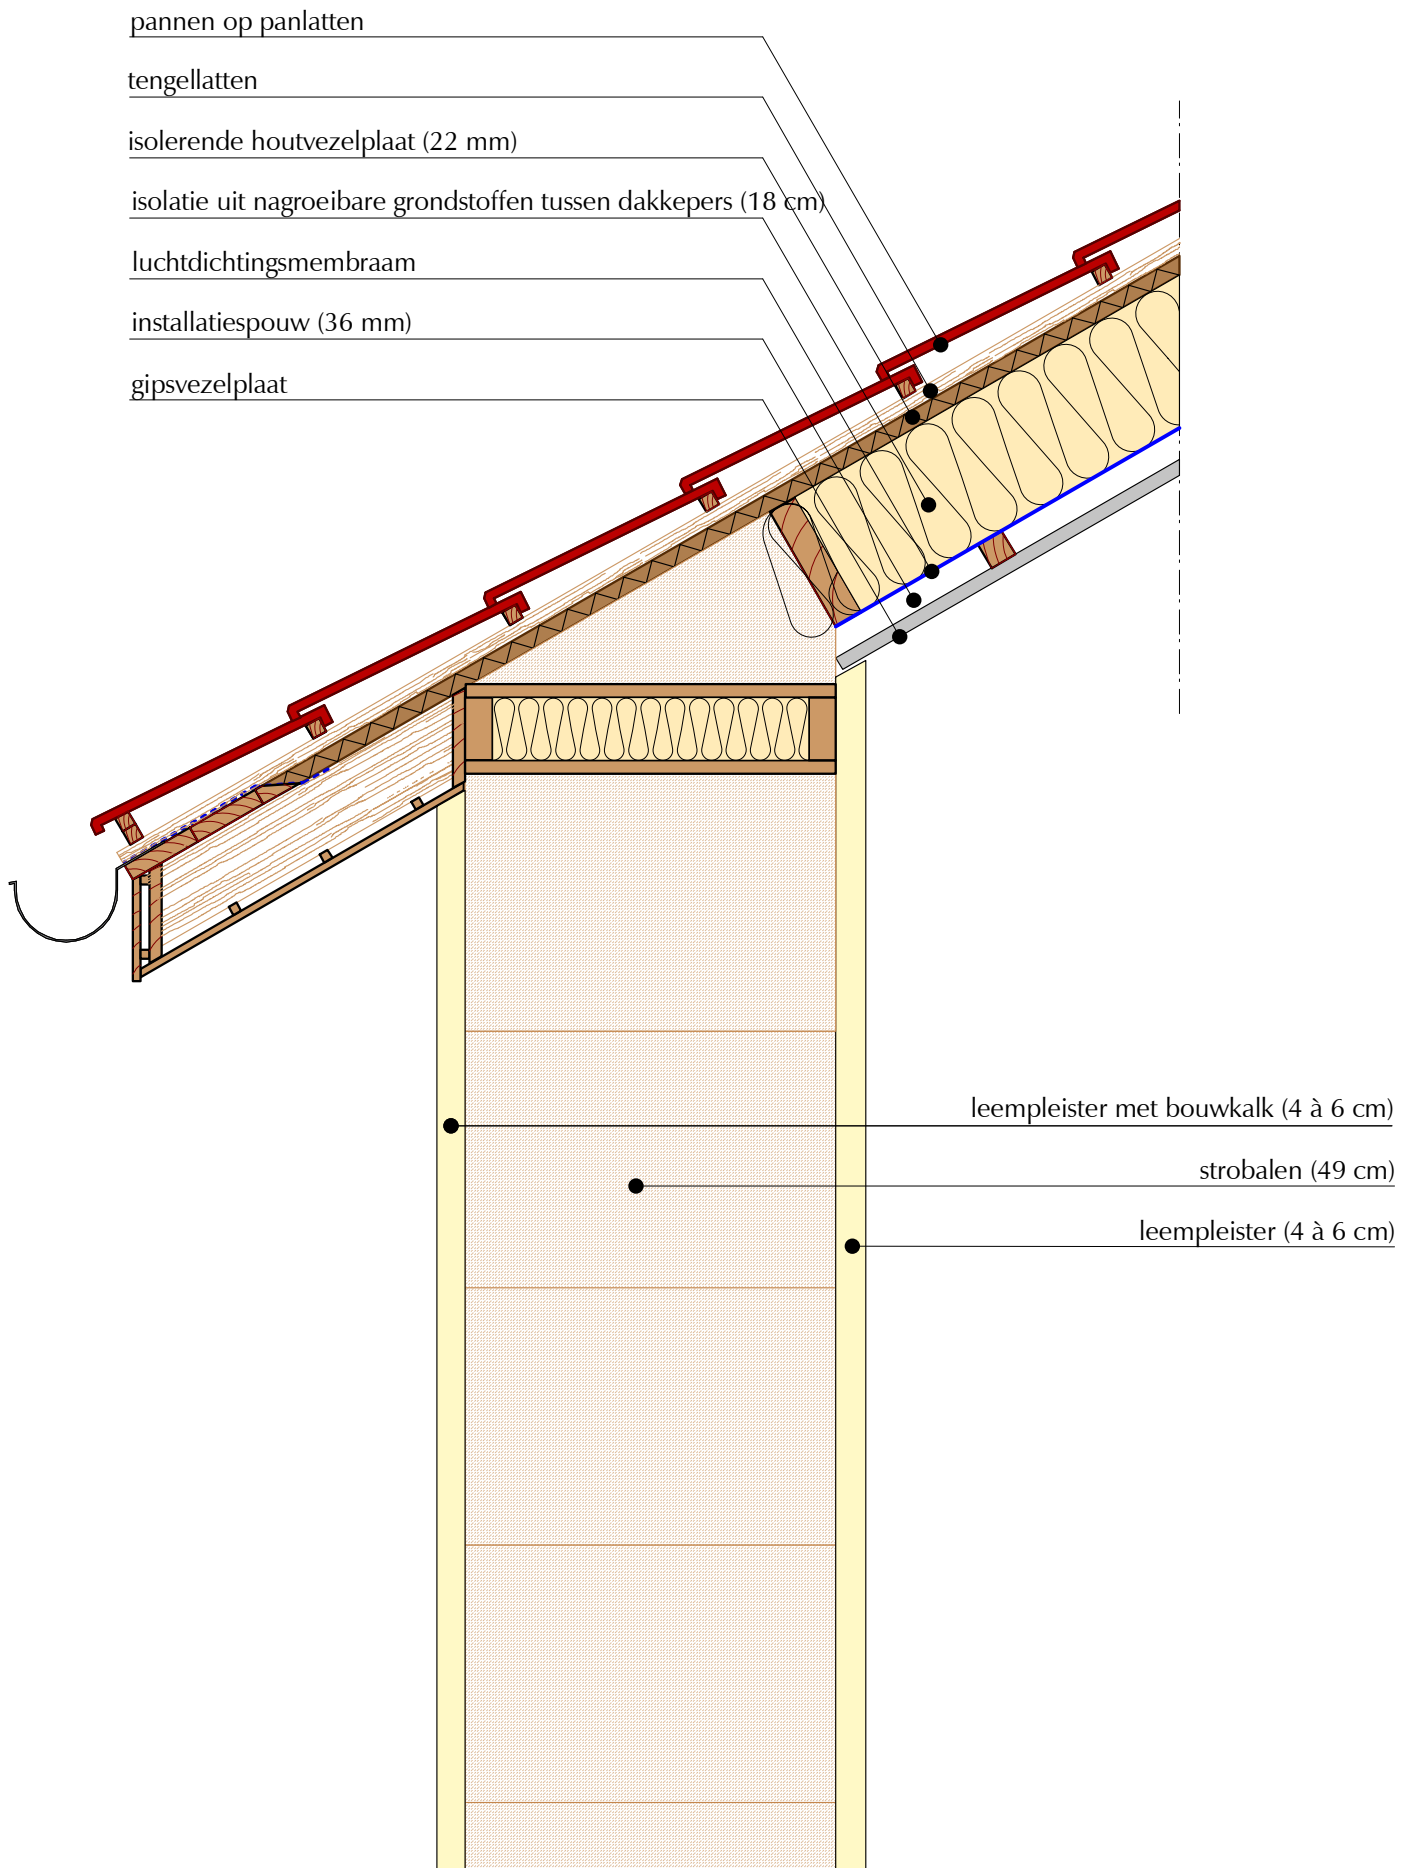 pannen op panlatten
tengellatten
isolerende houtvezelplaat (22 mm)
isolatie uit nagroeibare grondstoffen tussen dakkepers (18 cm)
luchtdichtingsmembraam
installatiespouw (36 mm)
gipsvezelplaat
leempleister met bouwkalk (4 à 6 cm)
strobalen (49 cm)
leempleister (4 à 6 cm)